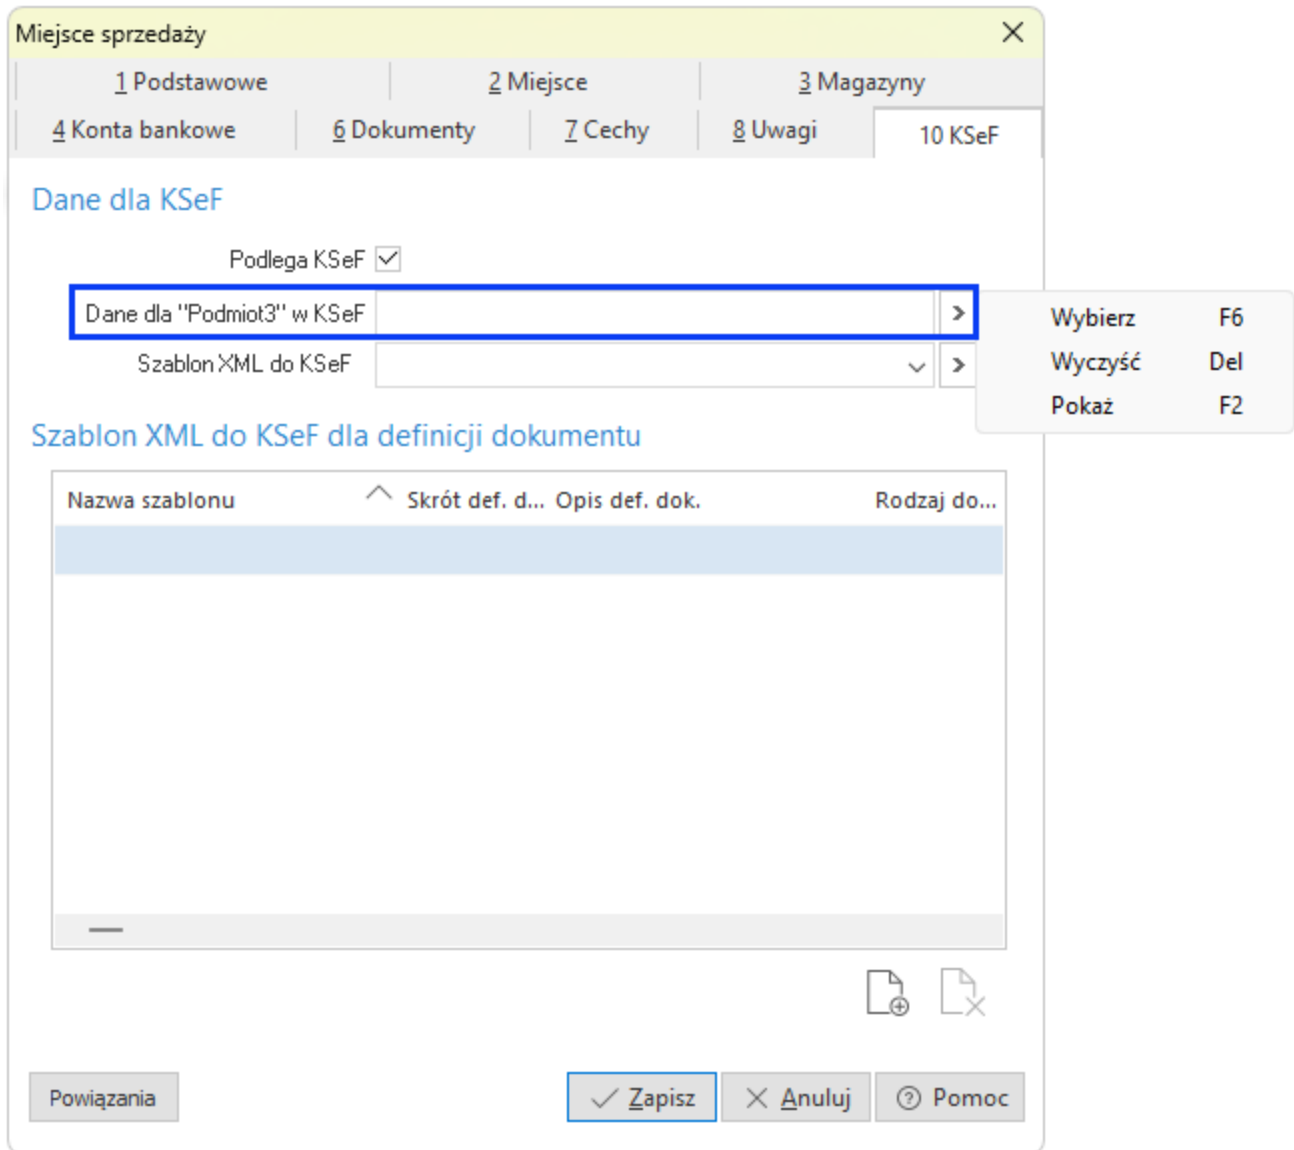 Miejsce sprzedaży
1 Podstawowe 2 Miejsce 3 Magazyny
4 Konta bankowe 6 Dokumenty 7 Cechy 8 Uwagi 10 KSeF
Dane dla KSeF
Podlega KSeF
Dane dla "Podmiot3" w KSeF
Wybierz F6
Szablon XML do KSeF
Wyczyść Del
Pokaż F2
Szablon XML do KSeF dla definicji dokumentu
Nazwa szablonu Skrót def. d... Opis def. dok. Rodzaj do...
Powiązania Zapisz Anuluj Pomoc